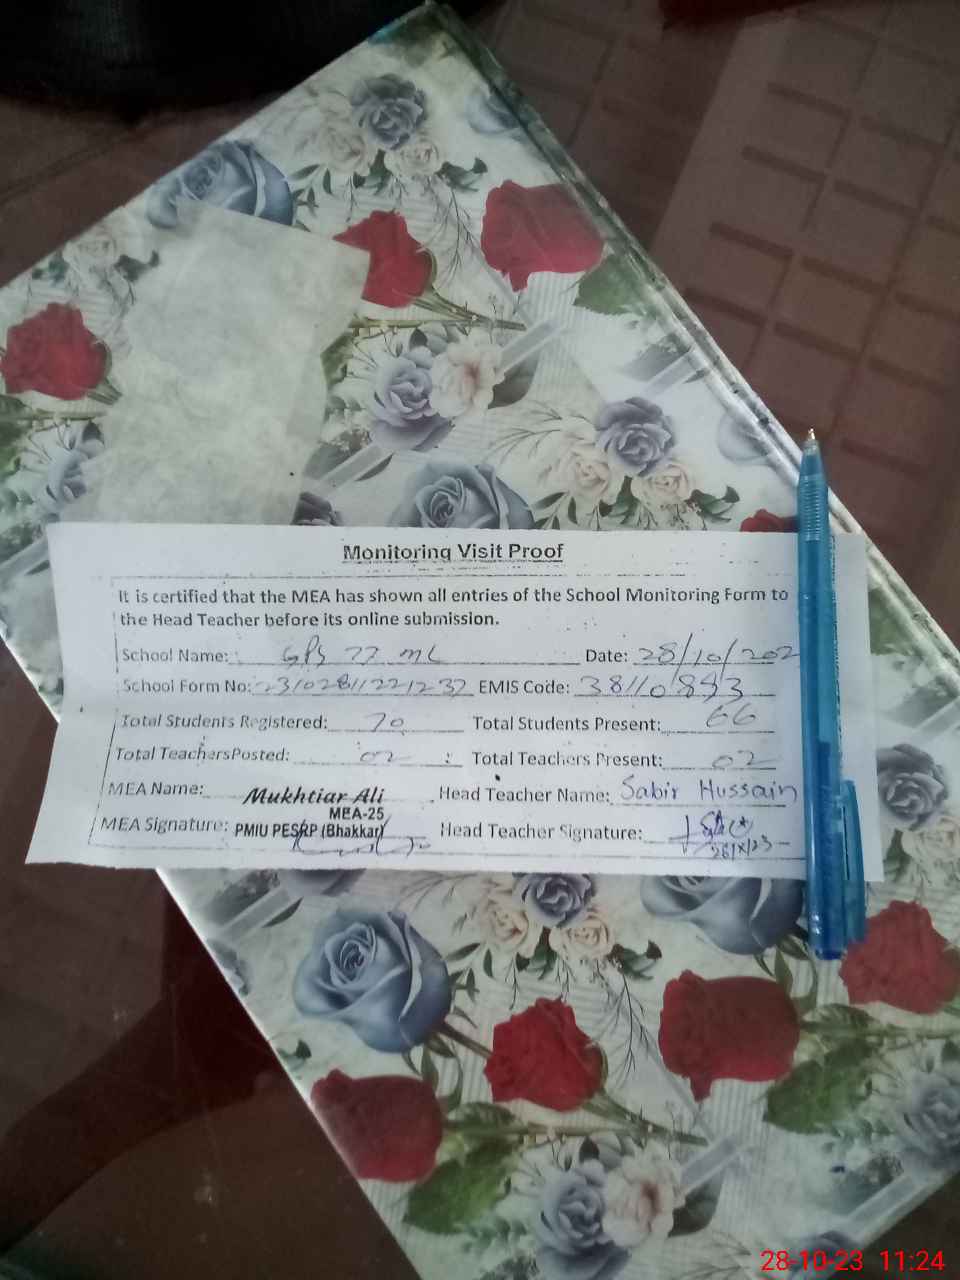 Monitoring Visit Proof
It is certified that the MEA has shown all entries of the School Monitoring Form to
the Head Teacher before its online submission.
School Name: GPS 77 ML Date: 28/10/202
School Form No: EMIS Code: 38110893
Total Students Registered: 70 Total Students Present: 66
Total TeachersPosted: 02 Total Teachers Present: 02
MEA Name: Mukhtiar Ali Head Teacher Name: Sabir Hussain
MEA-25
MEA Signature: PMIU PESRP (Bhakkar) Head Teacher Signature:
28/X/23
28-10-23 11:24